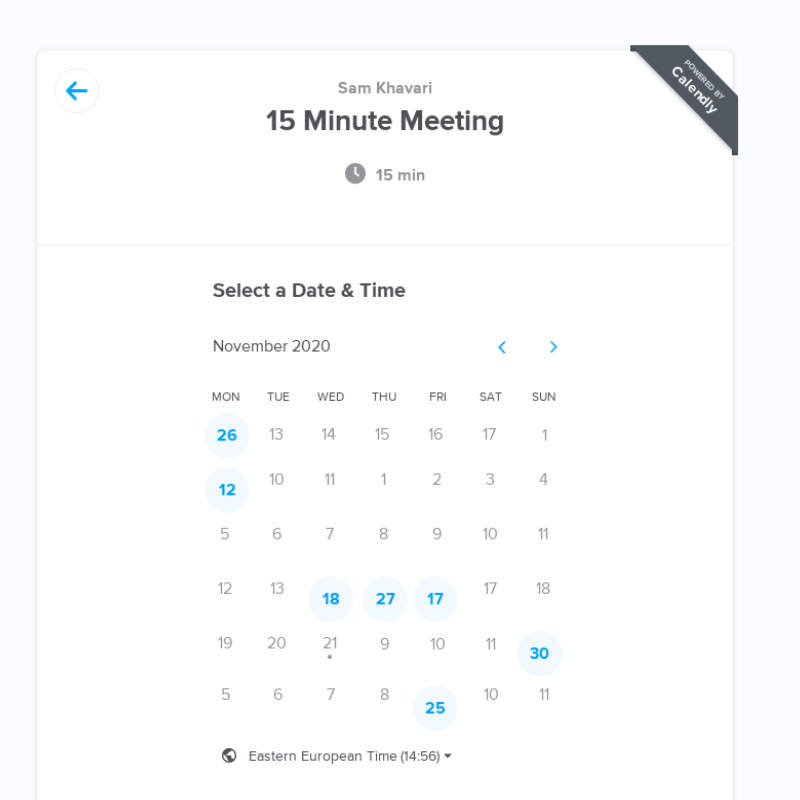 Sam Khavari
POWERED BY
Calendly
15 Minute Meeting
15 min
Select a Date & Time
November 2020
MON TUE WED THU FRI SAT SUN
26 13 14 15 16 17 1
12 10 11 1 2 3 4
5 6 7 8 9 10 11
12 13 18 27 17 17 18
19 20 21 9 10 11 30
5 6 7 8 25 10 11
Eastern European Time (14:56)